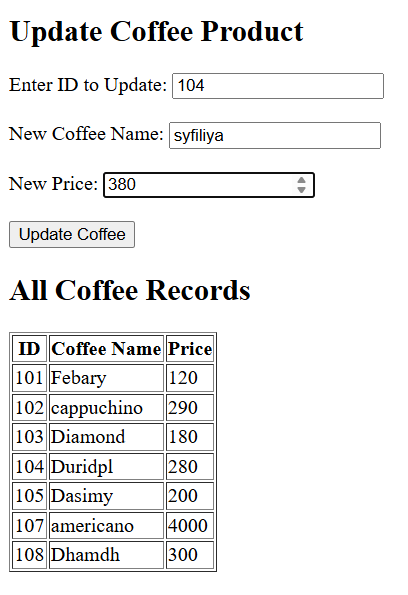 Update Coffee Product
Enter ID to Update: 104
New Coffee Name: syfiliya
New Price: 380
Update Coffee
All Coffee Records
ID Coffee Name Price
101 Febary 120
102 cappuchino 290
103 Diamond 180
104 Duridpl 280
105 Dasimy 200
107 americano 4000
108 Dhamdh 300